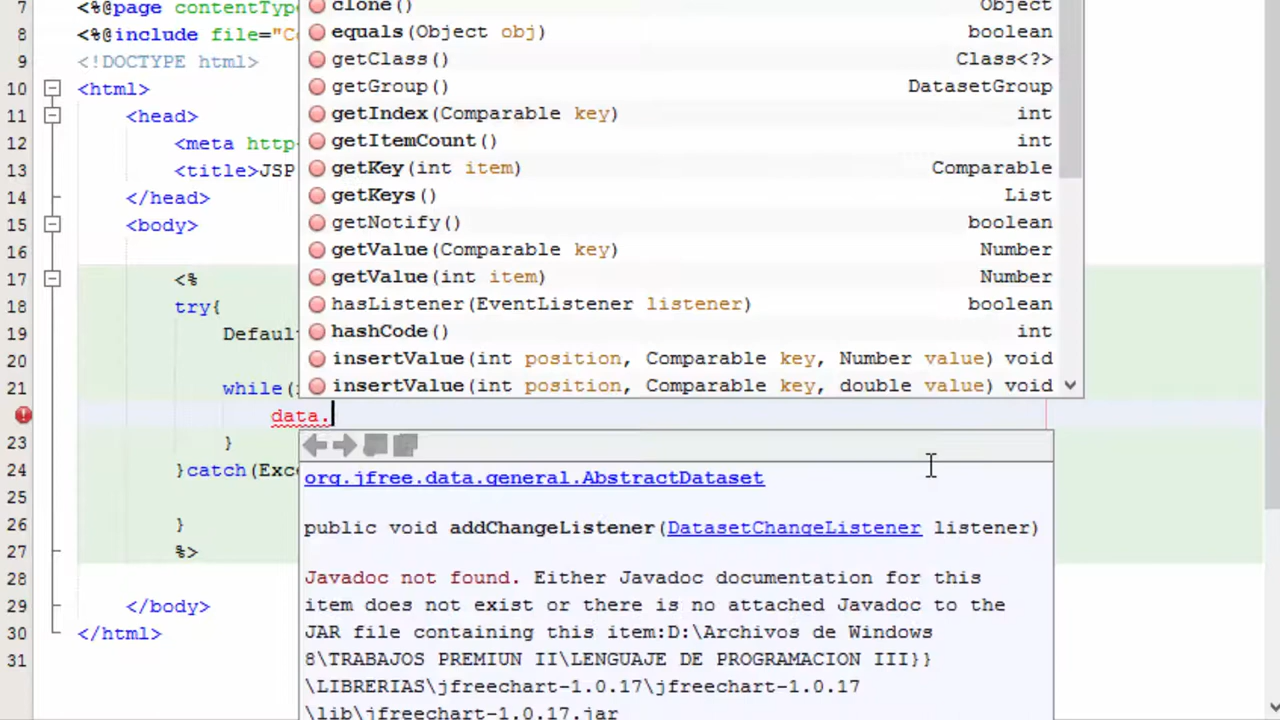 7 <%@page contentType
clone() Object
8 <%@include file="C
equals(Object obj) boolean
9 <!DOCTYPE html>
getClass() Class<?>
10 <html>
getGroup() DatasetGroup
11 <head>
getIndex(Comparable key) int
12 <meta http-
getItemCount() int
13 <title>JSP
getKey(int item) Comparable
14 </head>
getKeys() List
15 <body>
getNotify() boolean
16
getValue(Comparable key) Number
17 <%
getValue(int item) Number
18 try{
hasListener(EventListener listener) boolean
19 Default
hashCode() int
20
insertValue(int position, Comparable key, Number value) void
21 while(
insertValue(int position, Comparable key, double value) void
data.
23 }
24 }catch(Exc
25
26 }
27 %>
28
29 </body>
30 </html>
31
org.jfree.data.general.AbstractDataset
public void addChangeListener(DatasetChangeListener listener)
Javadoc not found. Either Javadoc documentation for this
item does not exist or there is no attached Javadoc to the
JAR file containing this item:D:\Archivos de Windows
8\TRABAJOS PREMIUN II\LENGUAJE DE PROGRAMACION III}}
\LIBRERIAS\jfreechart-1.0.17\jfreechart-1.0.17
\lib\jfreechart-1.0.17.jar